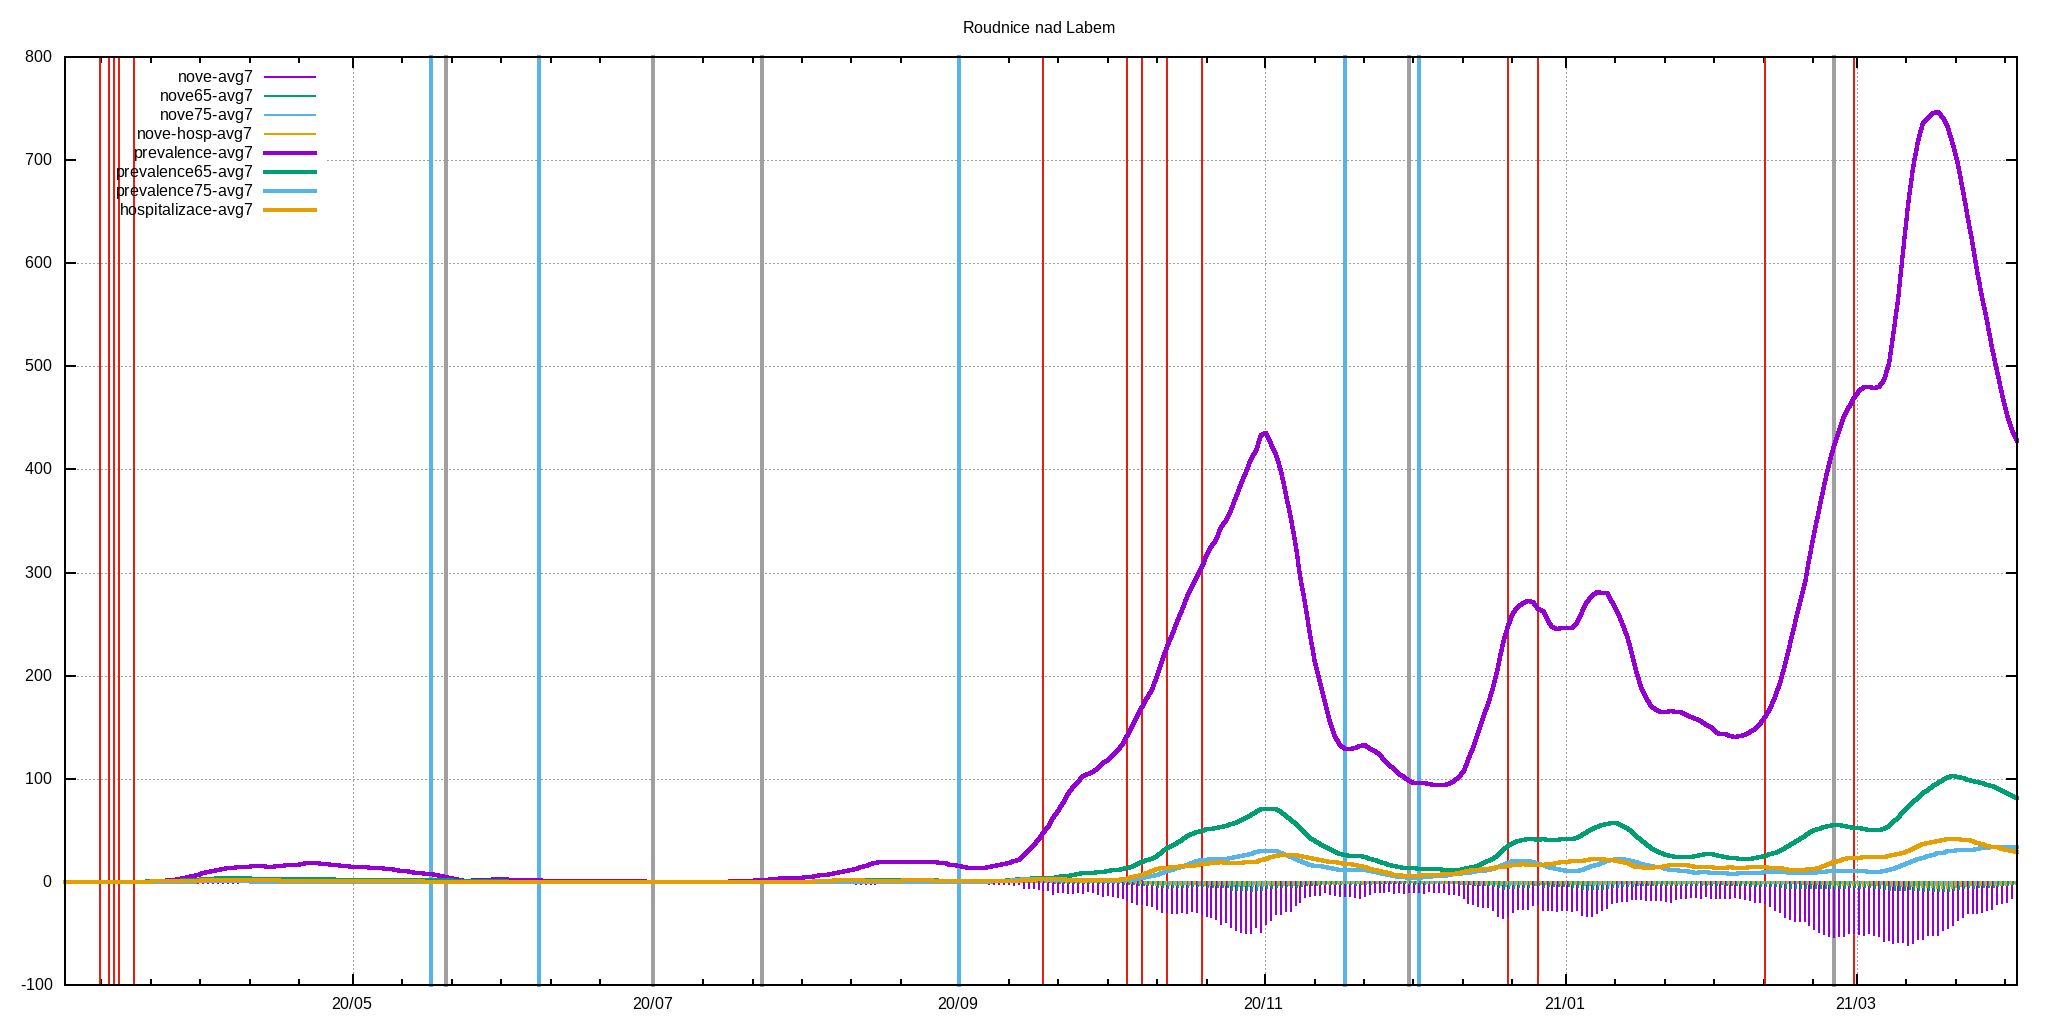 Roudnice nad Labem
800
700
600
500
400
300
200
100
0
-100
nove-avg7
nove65-avg7
nove75-avg7
nove-hosp-avg7
prevalence-avg7
prevalence65-avg7
prevalence75-avg7
hospitalizace-avg7
20/05
20/07
20/09
20/11
21/01
21/03